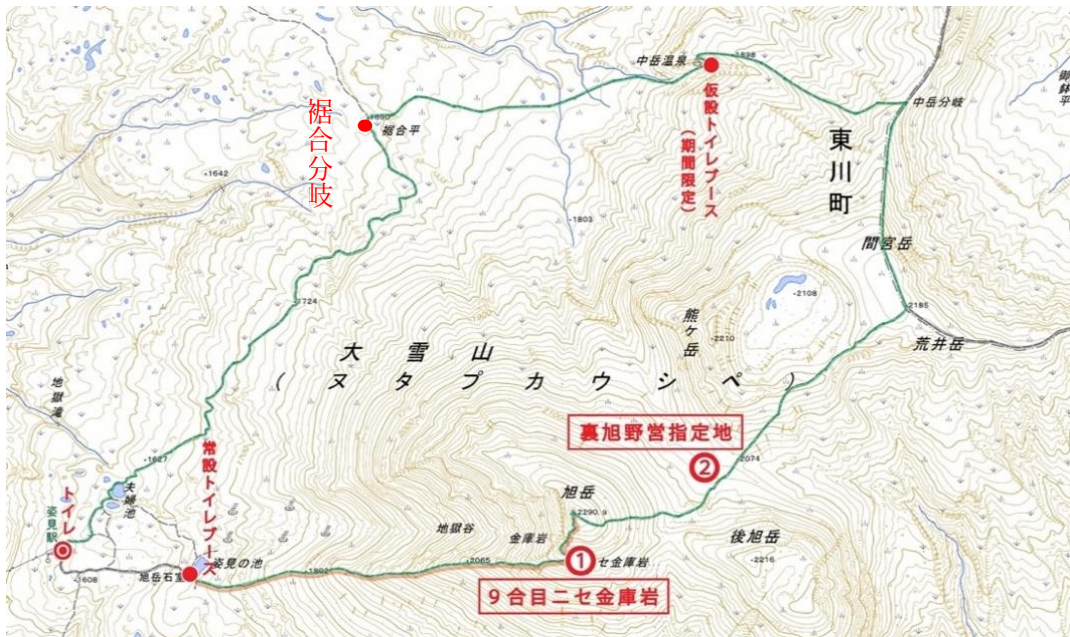 中岳温泉
1898
御鉢平
仮設トイレブース
(期間限定)
中岳分岐
裾合分岐
1690
裾合平
東川町
1642
1803
間宮岳
2108
1724
熊ヶ岳
2210
2185
荒井岳
大雪山
(ヌタプカウシペ)
地獄滝
裏旭野営指定地
常設トイレブース
1627
②
2074
夫婦池
トイレ
姿見駅
旭岳
2290.9
地獄谷
金庫岩
後旭岳
2216
姿見の池
2065
①
ニセ金庫岩
1608
旭岳石室
1802
9合目ニセ金庫岩